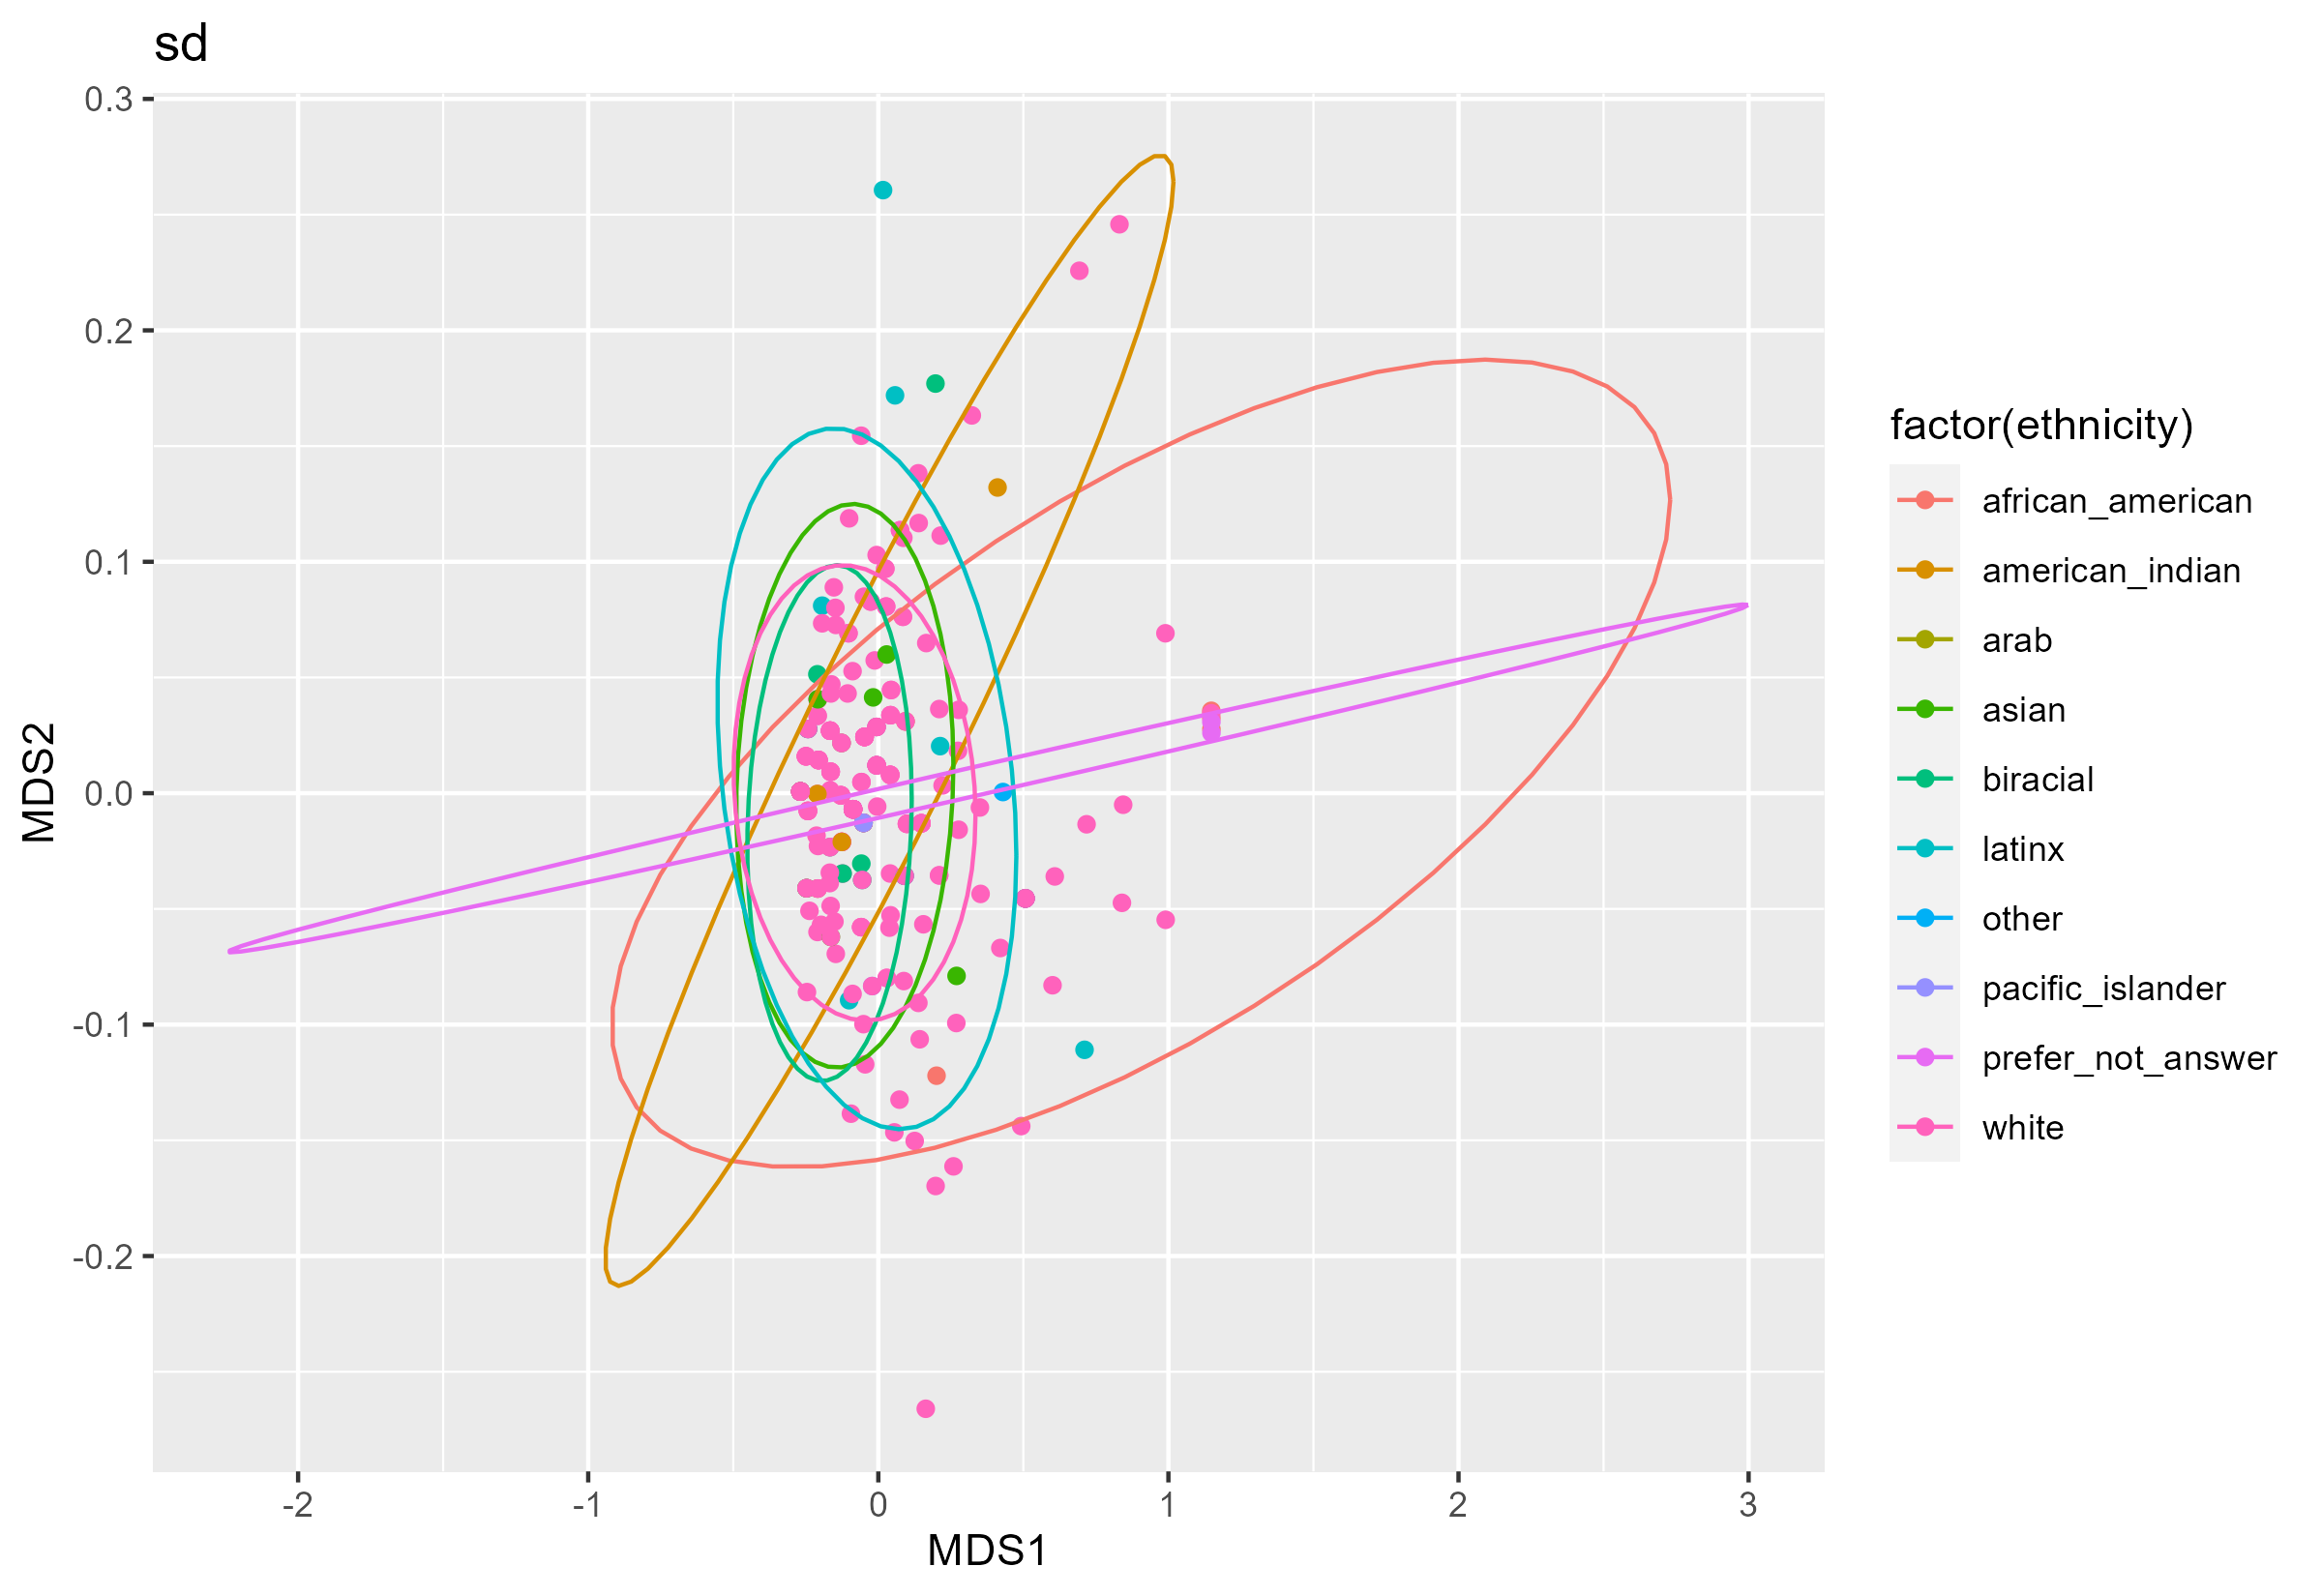 sd
0.3
0.2
0.1
0.0
-0.1
-0.2
MDS2
-2
-1
0
1
2
3
MDS1
factor(ethnicity)
african_american
american_indian
arab
asian
biracial
latinx
other
pacific_islander
prefer_not_answer
white